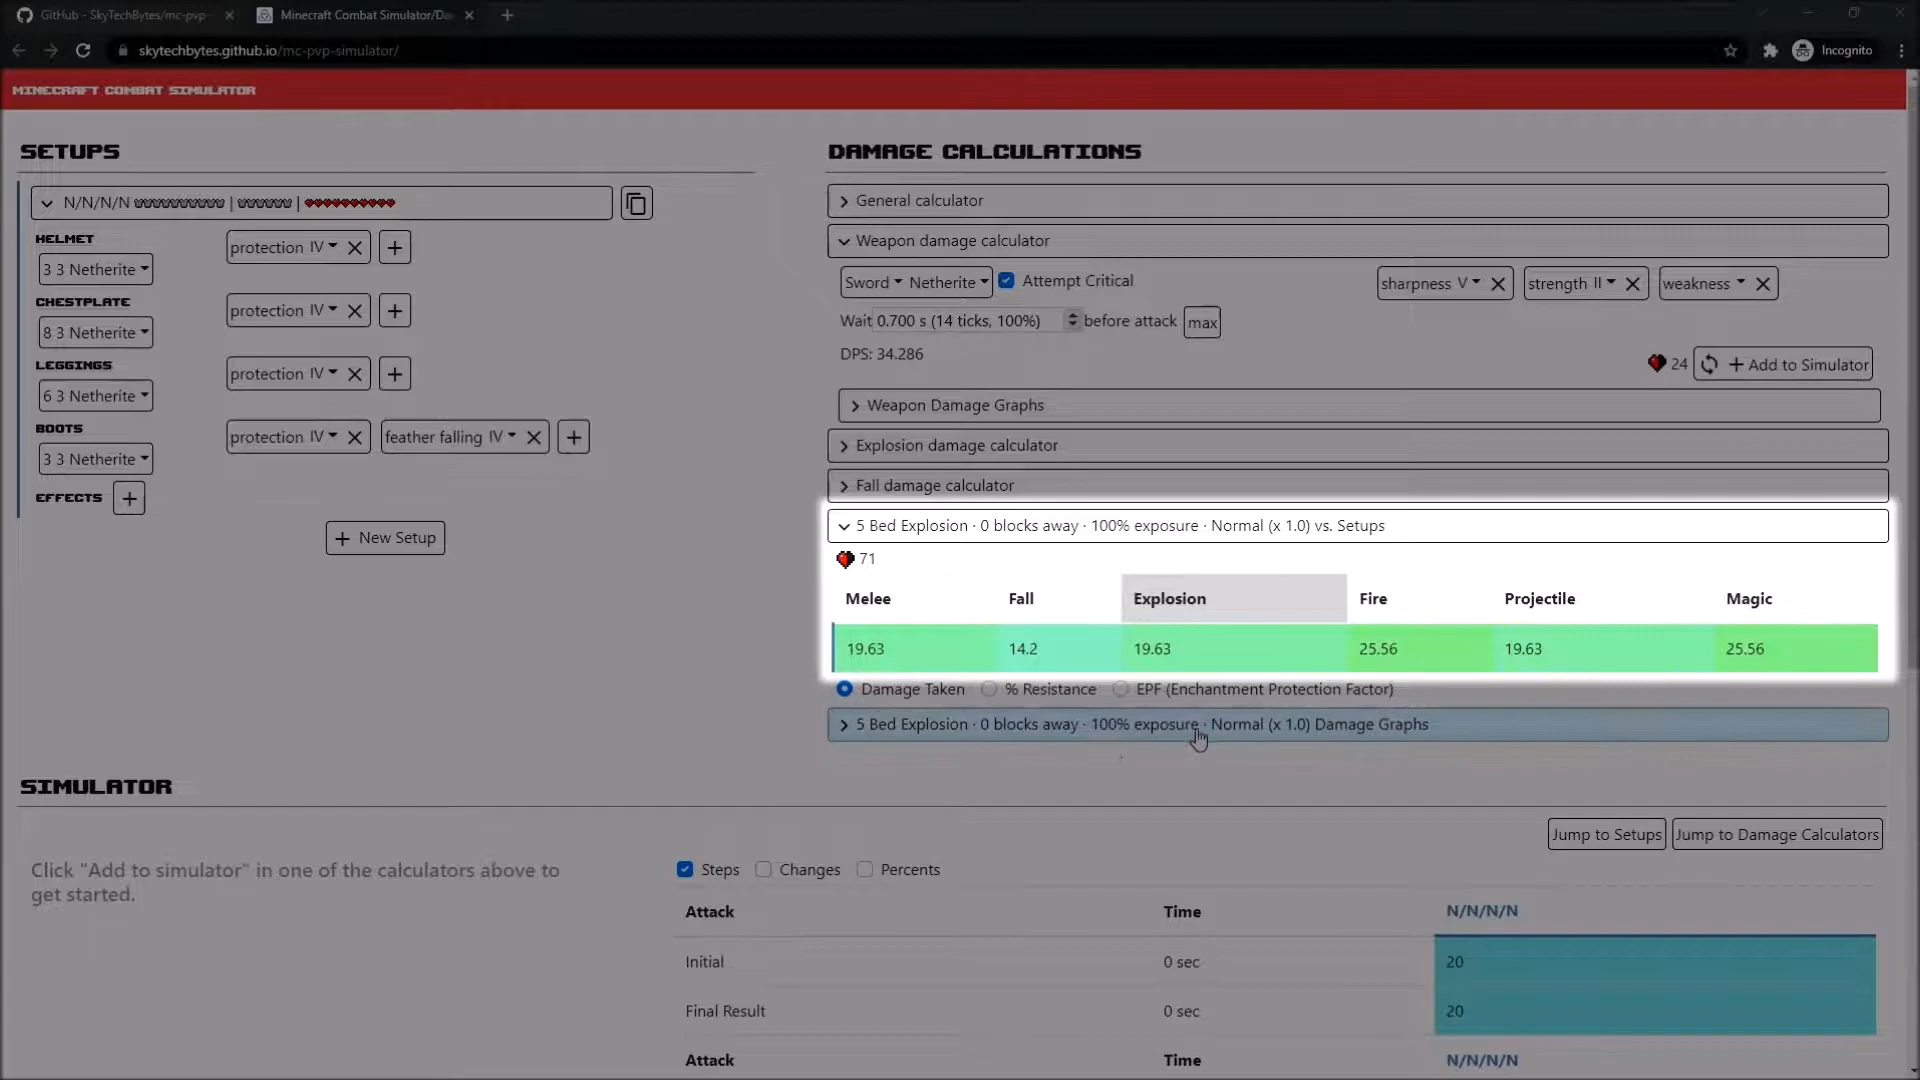 GitHub - SkyTechBytes/mc-pvp
Minecraft Combat Simulator/Da
skytechbytes.github.io/mc-pvp-simulator/
Incognito
MINECRAFT COMBAT SIMULATOR
SETUPS
N/N/N/N
HELMET
3 3 Netherite
protection IV
CHESTPLATE
8 3 Netherite
protection IV
LEGGINGS
6 3 Netherite
protection IV
BOOTS
3 3 Netherite
protection IV
feather falling IV
EFFECTS
New Setup
DAMAGE CALCULATIONS
General calculator
Weapon damage calculator
Sword Netherite Attempt Critical
sharpness V strength II weakness
Wait 0.700 s (14 ticks, 100%) before attack max
DPS: 34.286
24 + Add to Simulator
Weapon Damage Graphs
Explosion damage calculator
Fall damage calculator
5 Bed Explosion · 0 blocks away · 100% exposure · Normal (x 1.0) vs. Setups
71
Melee Fall Explosion Fire Projectile Magic
19.63 14.2 19.63 25.56 19.63 25.56
Damage Taken % Resistance EPF (Enchantment Protection Factor)
5 Bed Explosion · 0 blocks away · 100% exposure · Normal (x 1.0) Damage Graphs
SIMULATOR
Jump to Setups Jump to Damage Calculators
Click "Add to simulator" in one of the calculators above to
get started.
Steps Changes Percents
Attack Time N/N/N/N
Initial 0 sec 20
Final Result 0 sec 20
Attack Time N/N/N/N